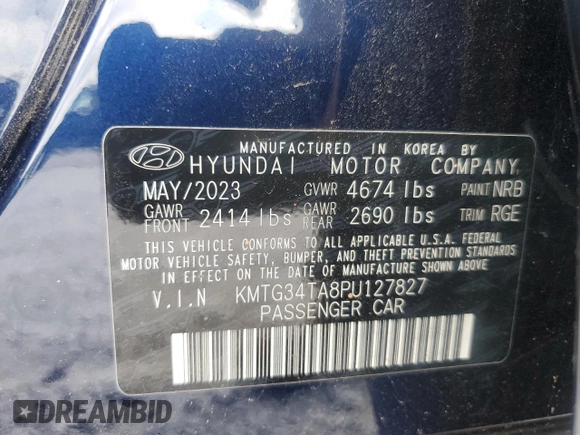 MANUFACTURED IN KOREA BY
HYUNDAI MOTOR COMPANY.
MAY/2023 GVWR 4674 lbs PAINT NRB
GAWR FRONT 2414 lbs GAWR REAR 2690 lbs TRIM RGE
THIS VEHICLE CONFORMS TO ALL APPLICABLE U.S.A. FEDERAL
MOTOR VEHICLE SAFETY, BUMPER, AND THEFT PREVENTION STANDARDS
IN EFFECT ON THE DATE OF MANUFACTURE SHOWN ABOVE.
V.I.N KMTG34TA8PU127827
PASSENGER CAR
DREAMBID